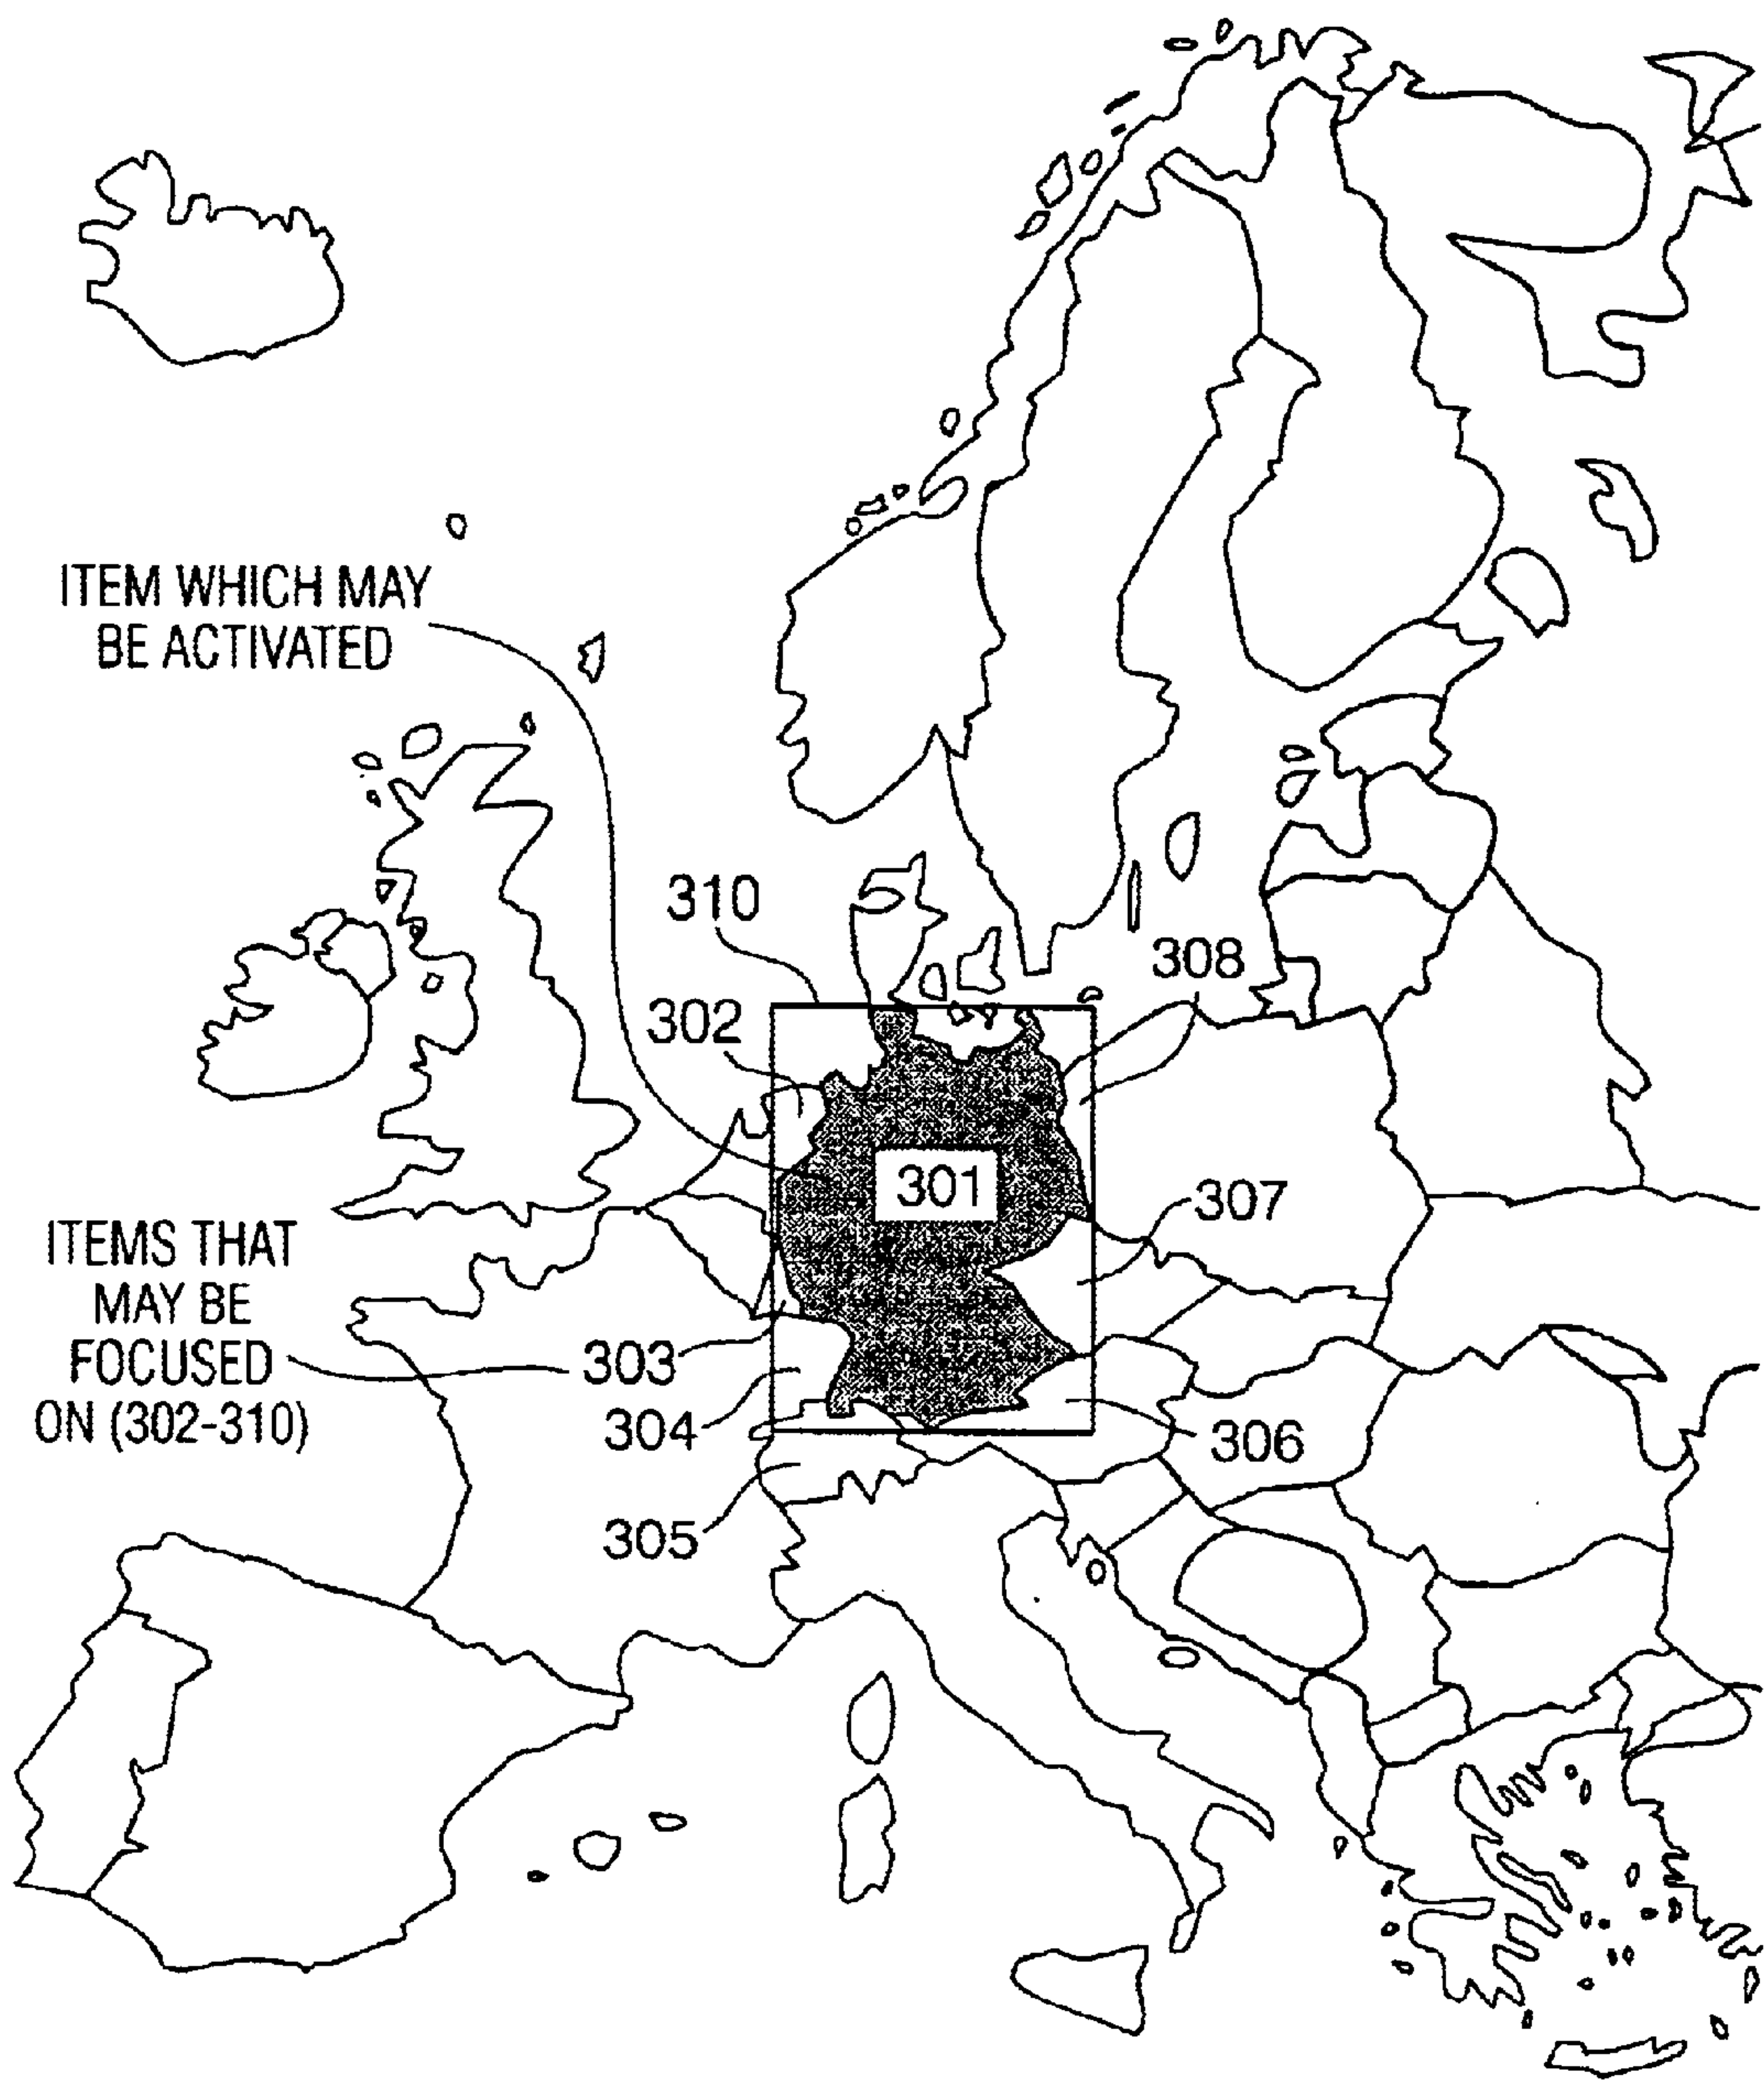 ITEM WHICH MAY
BE ACTIVATED
310
308
302
301
307
ITEMS THAT
MAY BE
FOCUSED
ON (302-310)
303
304
306
305